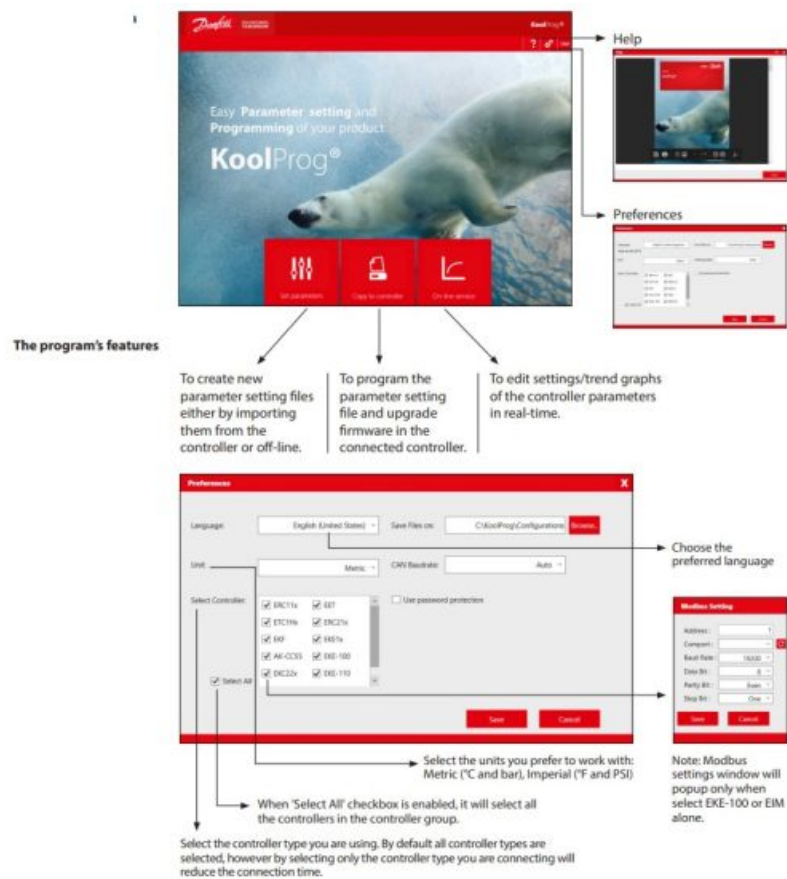 Danfoss
ENGINEERING
TOMORROW
KoolProg®
?
Help
Easy Parameter setting and
Programming of your product
KoolProg®
Preferences
Set parameters
Copy to controller
On-line service
The program's features
To create new
parameter setting files
either by importing
them from the
controller or off-line.
To program the
parameter setting
file and upgrade
firmware in the
connected controller.
To edit settings/trend graphs
of the controller parameters
in real-time.
Preferences X
Language: English (United States) Save Files on: C:\KoolProg\Configurations Browse..
Unit: Metric CAN Baudrate: Auto
Select Controller: Use password protection
ERC11x EET
ETC1Hx ERC21x
EKF EKE1x
AK-CC55 EKE-100
EKC22x EKE-110
Select All
Save Cancel
Choose the
preferred language
Modbus Setting
Address : 1
Comport :
Baud Rate : 19200
Data Bit : 8
Parity Bit : Even
Stop Bit : One
Save Cancel
Note: Modbus
settings window will
popup only when
select EKE-100 or EIM
alone.
Select the units you prefer to work with:
Metric (°C and bar), Imperial (°F and PSI)
When 'Select All' checkbox is enabled, it will select all
the controllers in the controller group.
Select the controller type you are using. By default all controller types are
selected, however by selecting only the controller type you are connecting will
reduce the connection time.